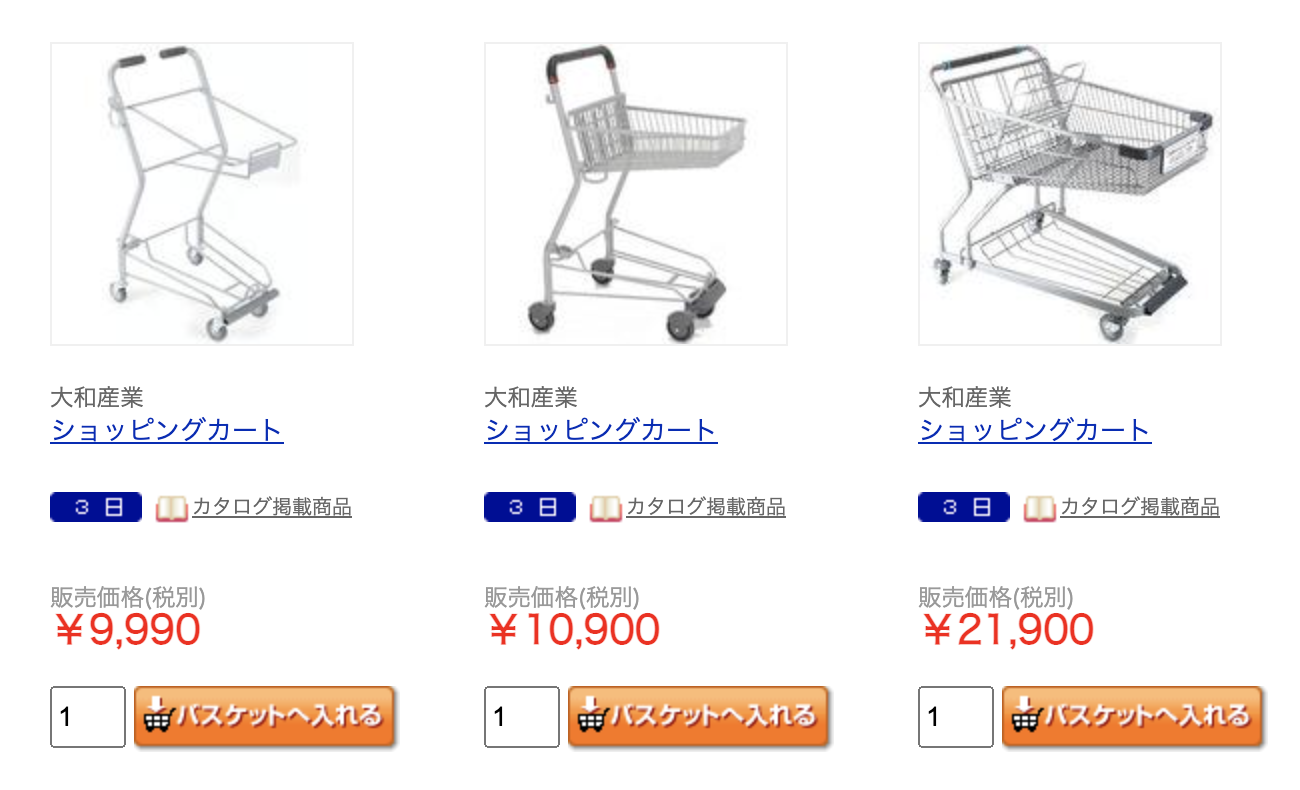 大和産業
ショッピングカート
3 日 カタログ掲載商品
販売価格(税別)
￥9,990
1 バスケットへ入れる
大和産業
ショッピングカート
3 日 カタログ掲載商品
販売価格(税別)
￥10,900
1 バスケットへ入れる
大和産業
ショッピングカート
3 日 カタログ掲載商品
販売価格(税別)
￥21,900
1 バスケットへ入れる